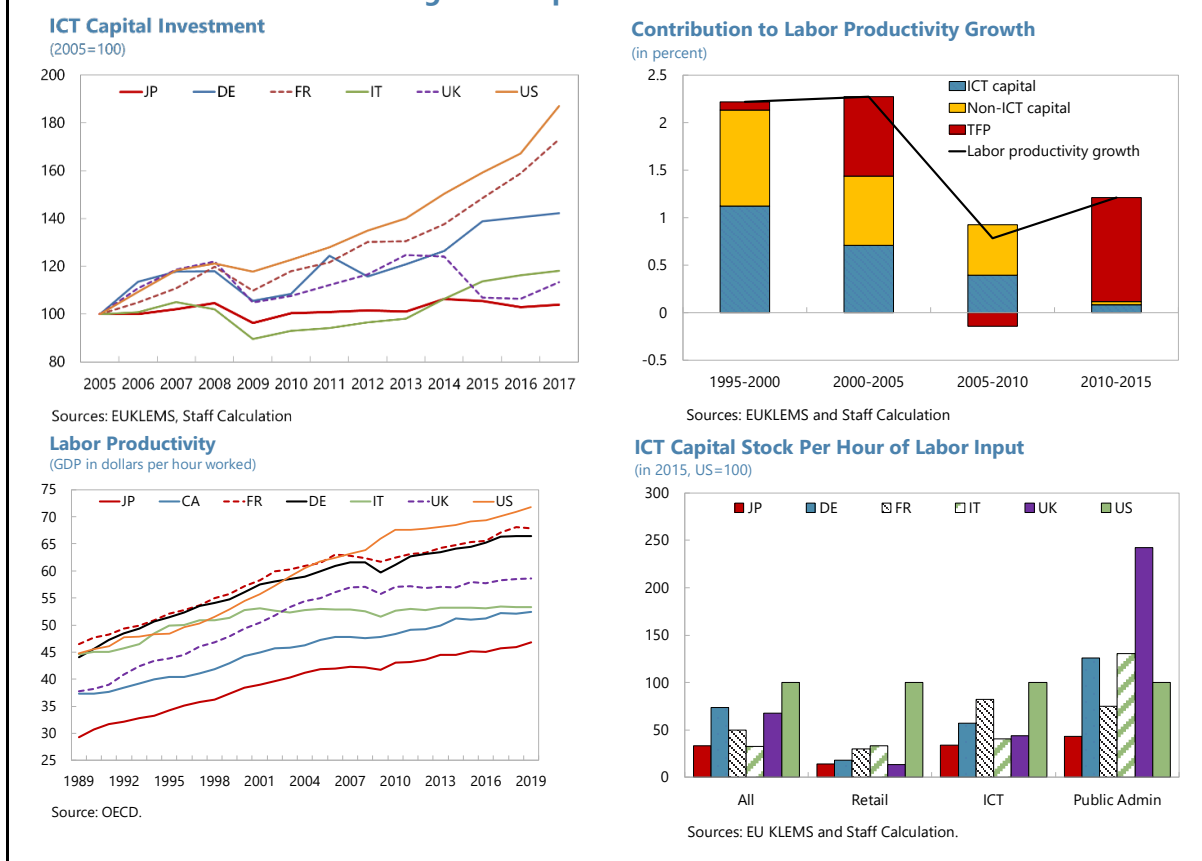 ICT Capital Investment
(2005=100)
200
180
160
140
120
100
80
JP DE FR IT UK US
2005 2006 2007 2008 2009 2010 2011 2012 2013 2014 2015 2016 2017
Sources: EUKLEMS, Staff Calculation
Contribution to Labor Productivity Growth
(in percent)
2.5
2
1.5
1
0.5
0
-0.5
ICT capital
Non-ICT capital
TFP
Labor productivity growth
1995-2000 2000-2005 2005-2010 2010-2015
Sources: EUKLEMS and Staff Calculation
Labor Productivity
(GDP in dollars per hour worked)
75
70
65
60
55
50
45
40
35
30
25
JP CA FR DE IT UK US
1989 1992 1995 1998 2001 2004 2007 2010 2013 2016 2019
Source: OECD.
ICT Capital Stock Per Hour of Labor Input
(in 2015, US=100)
300
250
200
150
100
50
0
JP DE FR IT UK US
All Retail ICT Public Admin
Sources: EU KLEMS and Staff Calculation.